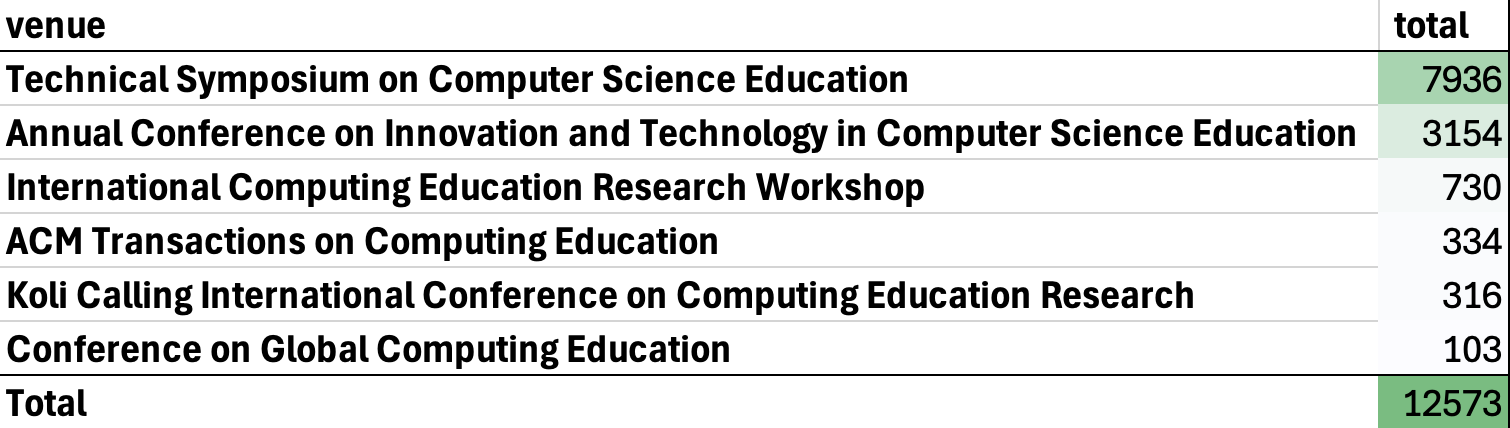 venue total
Technical Symposium on Computer Science Education 7936
Annual Conference on Innovation and Technology in Computer Science Education 3154
International Computing Education Research Workshop 730
ACM Transactions on Computing Education 334
Koli Calling International Conference on Computing Education Research 316
Conference on Global Computing Education 103
Total 12573